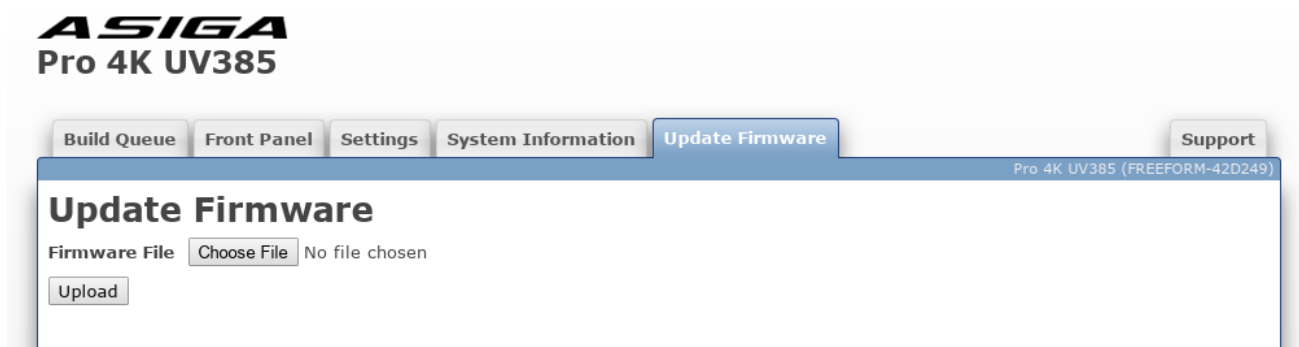 ASIGA
Pro 4K UV385
Build Queue Front Panel Settings System Information Update Firmware Support
Pro 4K UV385 (FREEFORM-42D249)
Update Firmware
Firmware File Choose File No file chosen
Upload